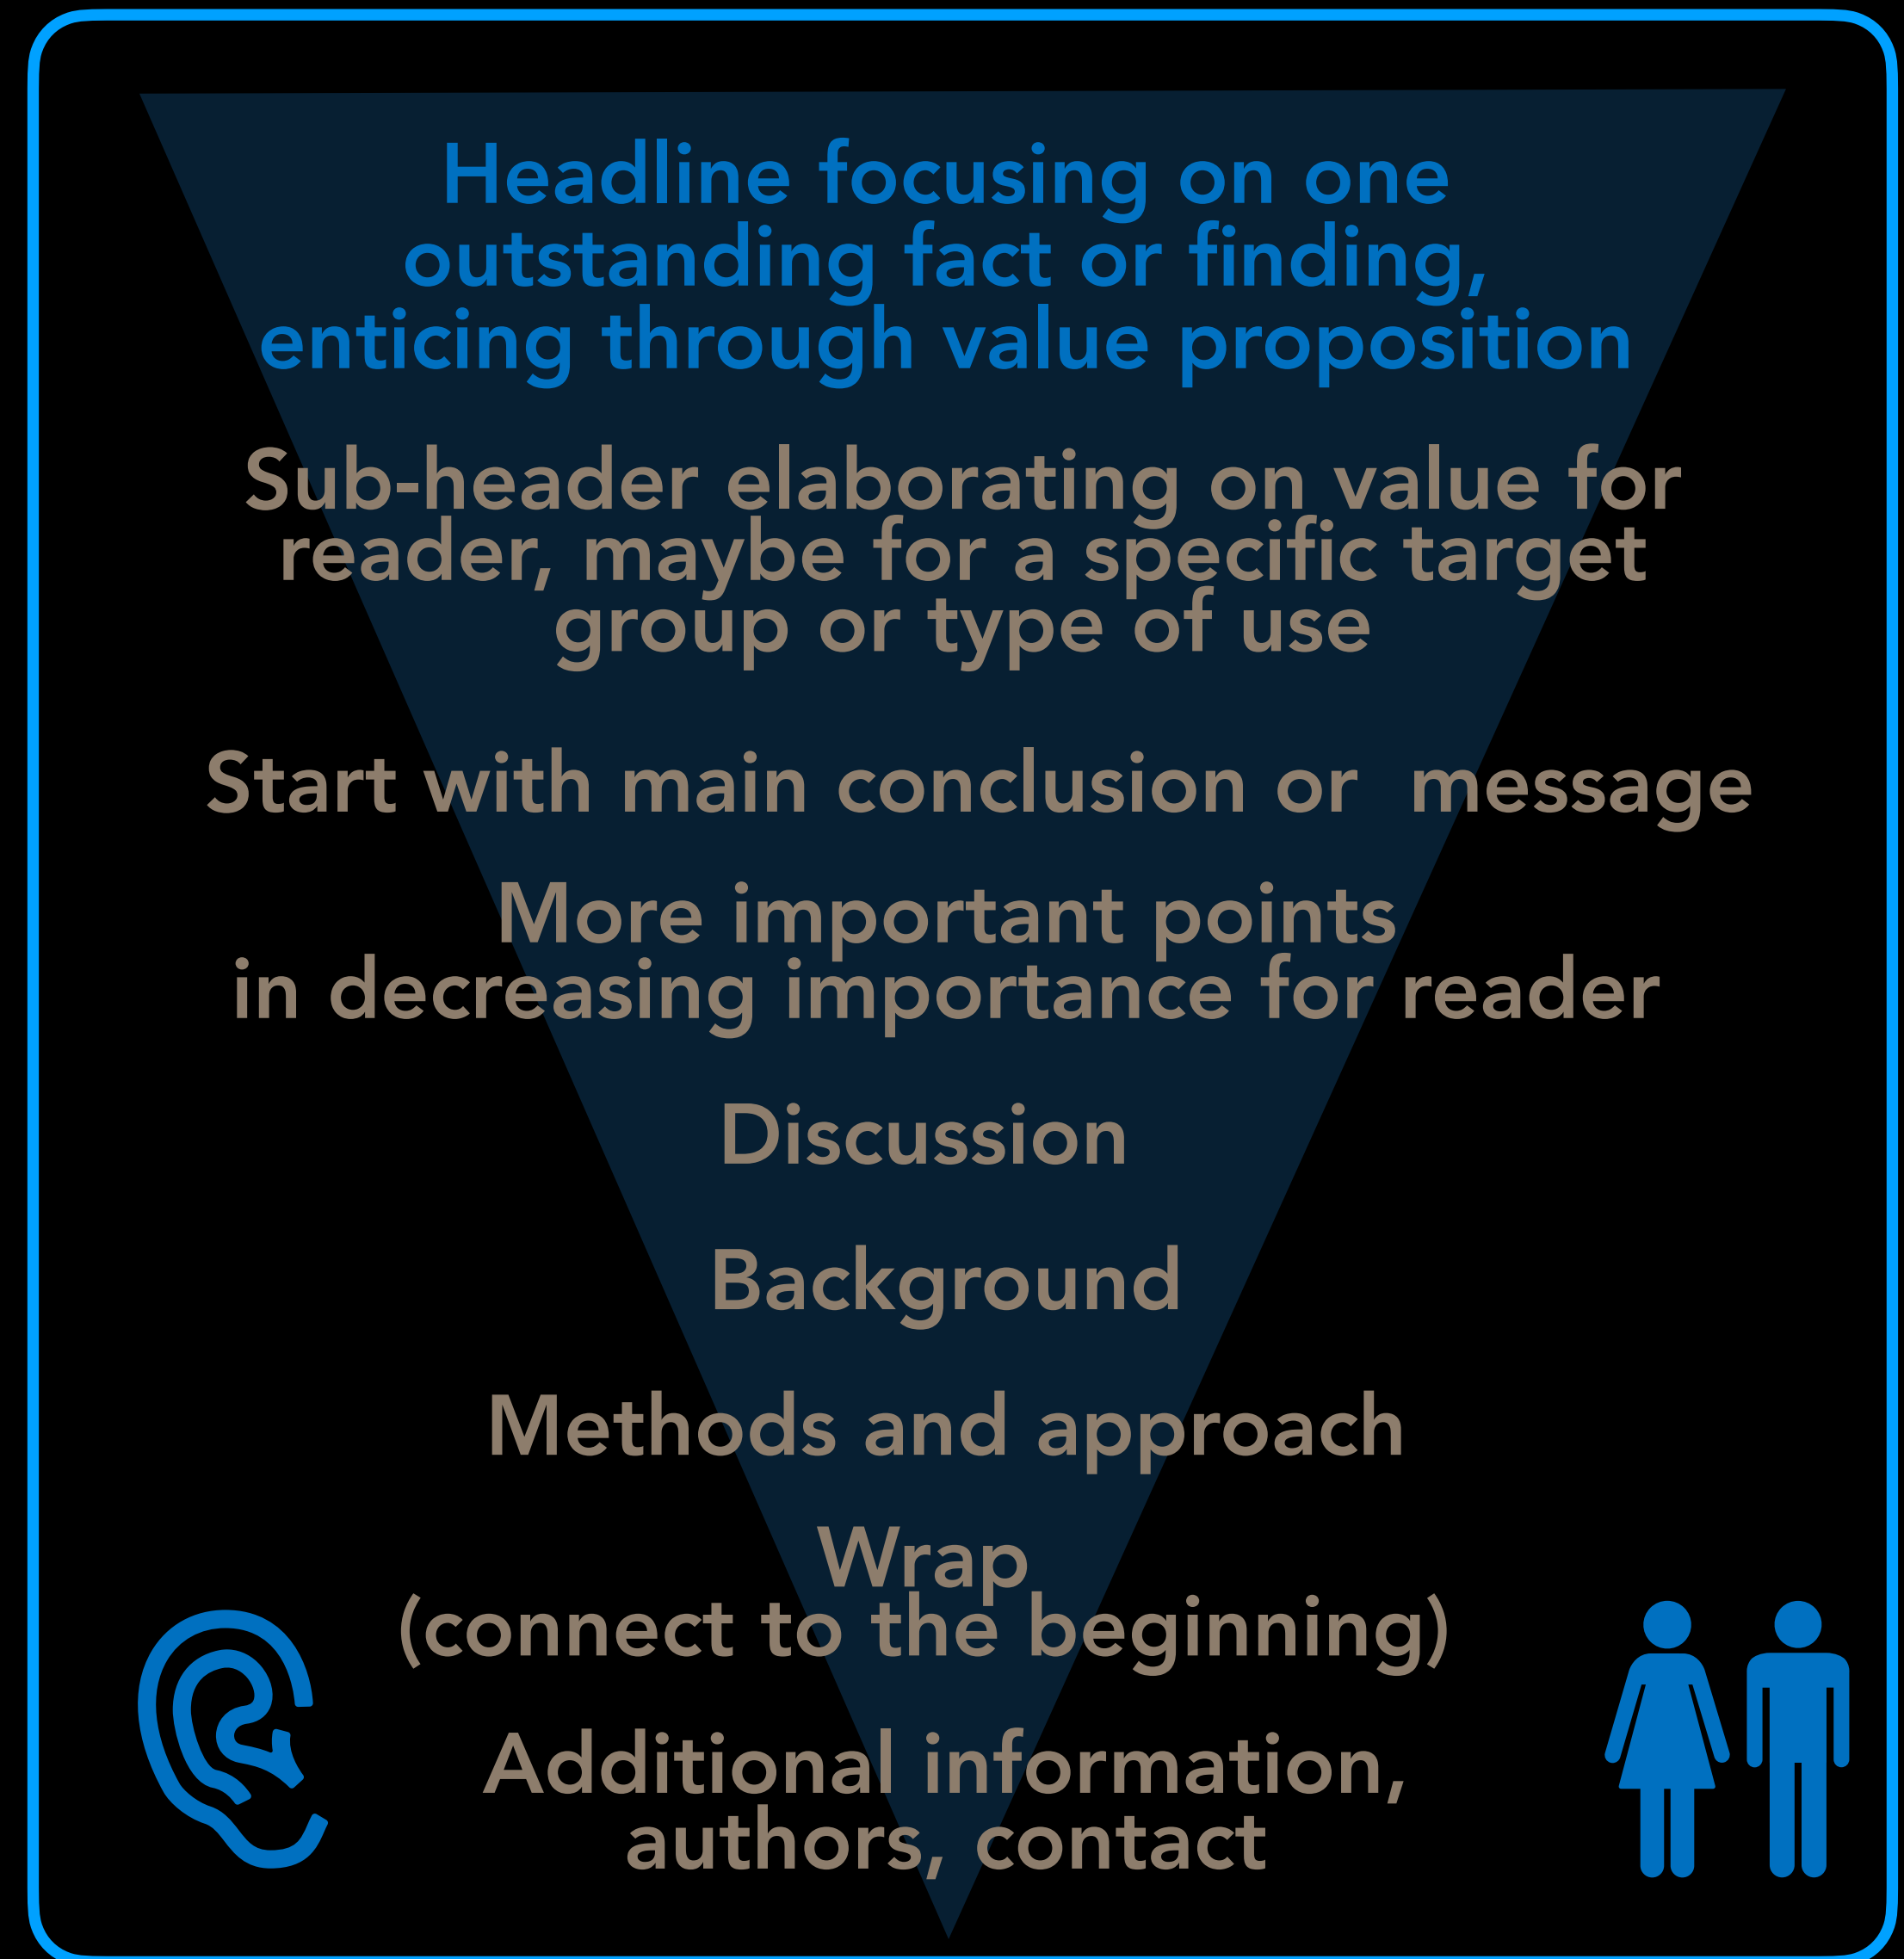 Headline focusing on one
outstanding fact or finding,
enticing through value proposition
Sub-header elaborating on value for
reader, maybe for a specific target
group or type of use
Start with main conclusion or message
More important points
in decreasing importance for reader
Discussion
Background
Methods and approach
Wrap
(connect to the beginning)
Additional information,
authors, contact